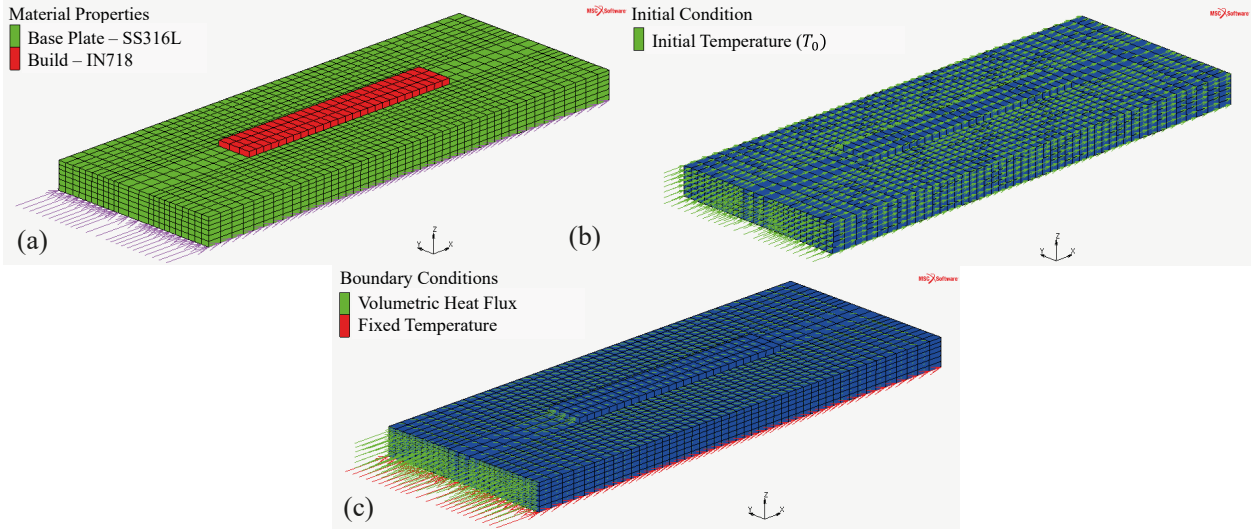 Material Properties
Base Plate – SS316L
Build – IN718
MSC Software
(a)
Z
Y X
Initial Condition
Initial Temperature (T₀)
MSC Software
(b)
Z
Y X
Boundary Conditions
Volumetric Heat Flux
Fixed Temperature
MSC Software
(c)
Z
Y X